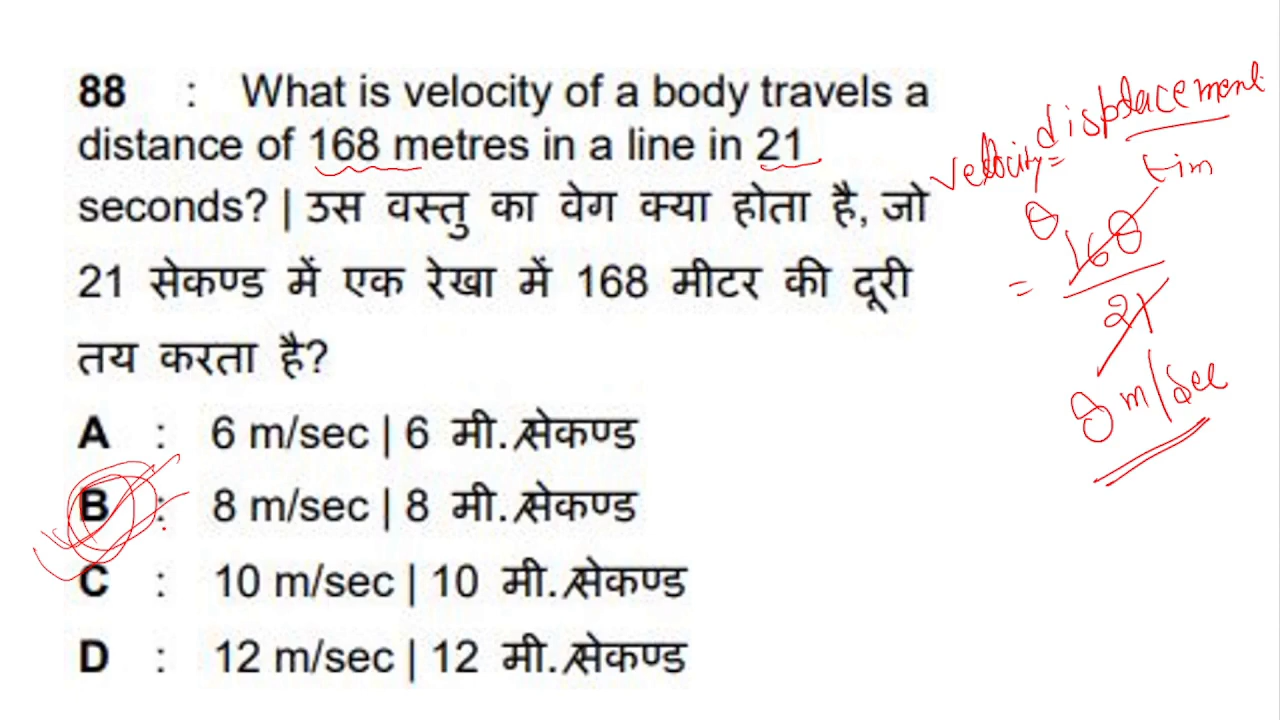 88 : What is velocity of a body travels a
distance of 168 metres in a line in 21
seconds? | उस वस्तु का वेग क्या होता है, जो
21 सेकण्ड में एक रेखा में 168 मीटर की दूरी
तय करता है?
A : 6 m/sec | 6 मी./सेकण्ड
B : 8 m/sec | 8 मी./सेकण्ड
C : 10 m/sec | 10 मी./सेकण्ड
D : 12 m/sec | 12 मी./सेकण्ड
velocity = displacement
tim
8
= 168
21
8 m/sec